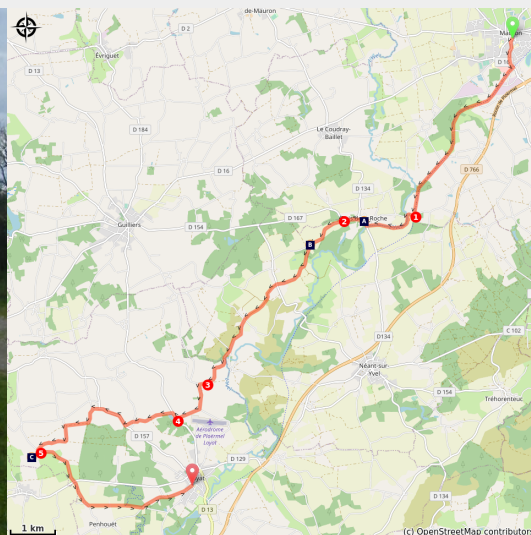 de-Mauron
D 2
Évriguet
D 13
D 184
Le Coudray-
Baillet
D 16
D 766
D 134
D 167
1
2
A
Roche
D 154
B
Guilliers
D134
C 102
Néant-sur
Yvel
3
D 154
Tréhorenteuc
4
Aérodrome
de Ploërmel
Loyat
D 157
5
C
D 129
D 134
D 13
Penhouët
1 km
(c) OpenStreetMap contributors